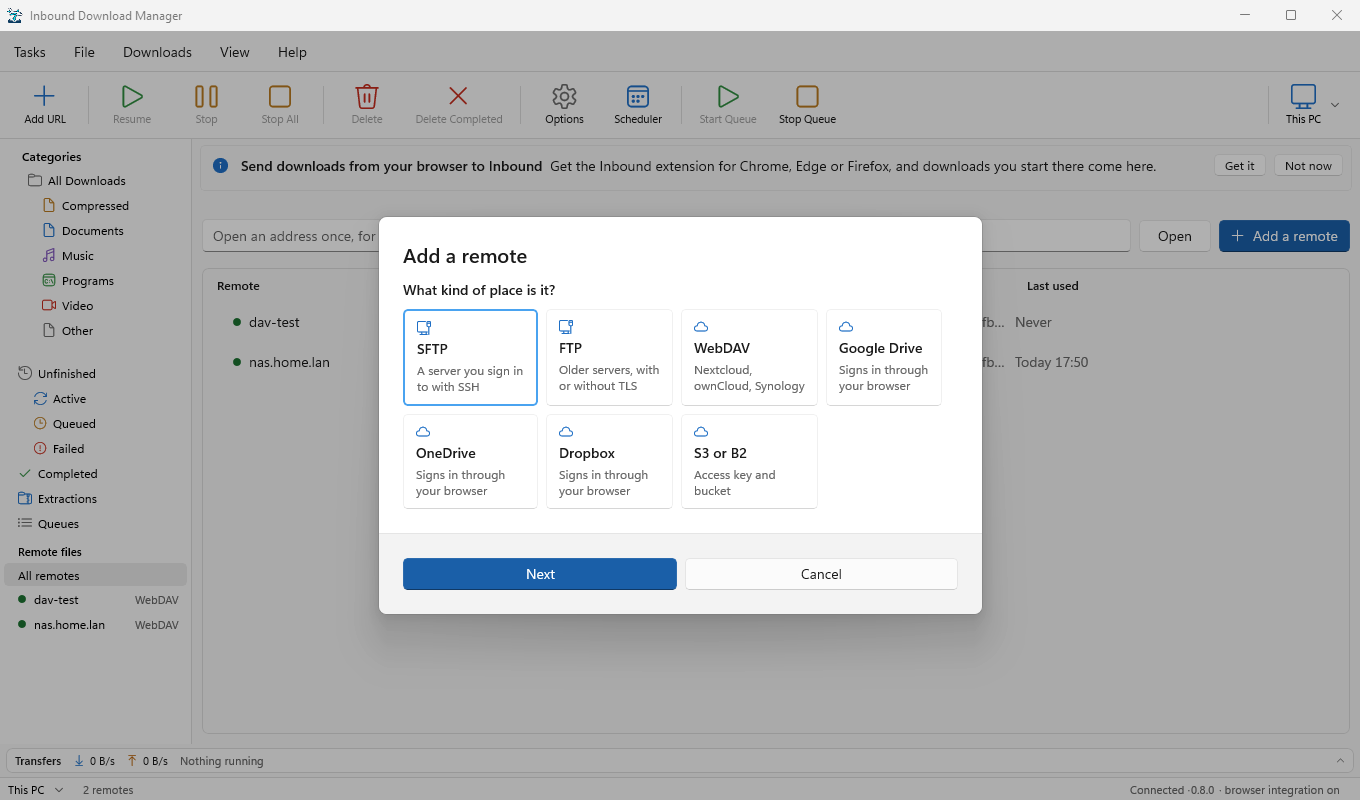 Inbound Download Manager
Tasks File Downloads View Help
Add URL Resume Stop Stop All Delete Delete Completed Options Scheduler Start Queue Stop Queue This PC
Categories
All Downloads
Compressed
Documents
Music
Programs
Video
Other
Unfinished
Active
Queued
Failed
Completed
Extractions
Queues
Remote files
All remotes
dav-test WebDAV
nas.home.lan WebDAV
Send downloads from your browser to Inbound Get the Inbound extension for Chrome, Edge or Firefox, and downloads you start there come here. Get it Not now
Open an address once, for Open + Add a remote
Remote Last used
dav-test fb... Never
nas.home.lan fb... Today 17:50
Add a remote
What kind of place is it?
SFTP
A server you sign in
to with SSH
FTP
Older servers, with
or without TLS
WebDAV
Nextcloud,
ownCloud, Synology
Google Drive
Signs in through
your browser
OneDrive
Signs in through
your browser
Dropbox
Signs in through
your browser
S3 or B2
Access key and
bucket
Next Cancel
Transfers 0 B/s 0 B/s Nothing running
This PC 2 remotes Connected ·0.8.0 · browser integration on